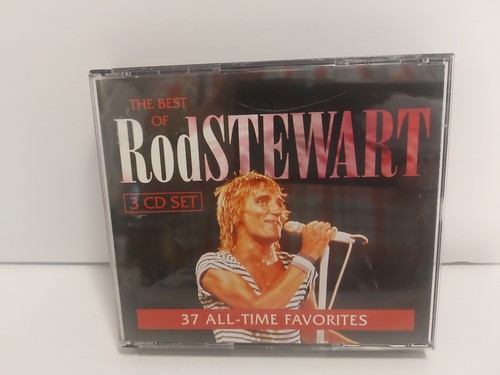 THE BEST
OF
RodSTEWART
3 CD SET
37 ALL-TIME FAVORITES